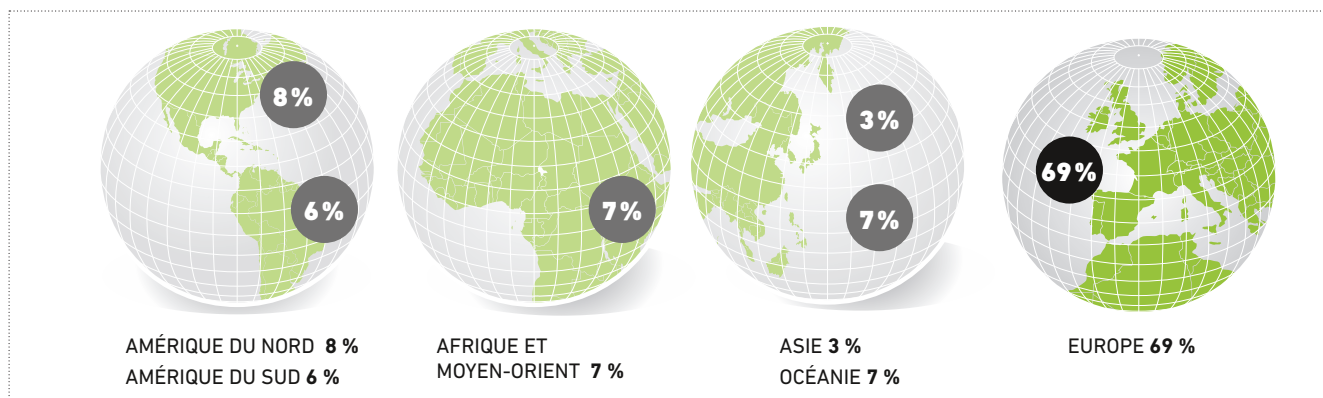 8 %
6 %
7 %
3 %
7 %
69 %
AMÉRIQUE DU NORD 8 %
AMÉRIQUE DU SUD 6 %
AFRIQUE ET
MOYEN-ORIENT 7 %
ASIE 3 %
OCÉANIE 7 %
EUROPE 69 %